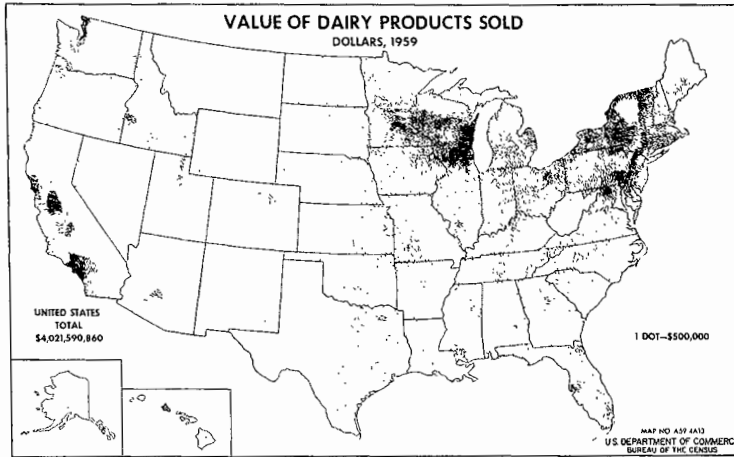 VALUE OF DAIRY PRODUCTS SOLD
DOLLARS, 1959
UNITED STATES
TOTAL
$4,021,590,860
1 DOT—$500,000
MAP NO A59 4A13
U.S. DEPARTMENT OF COMMERC
BUREAU OF THE CENSUS